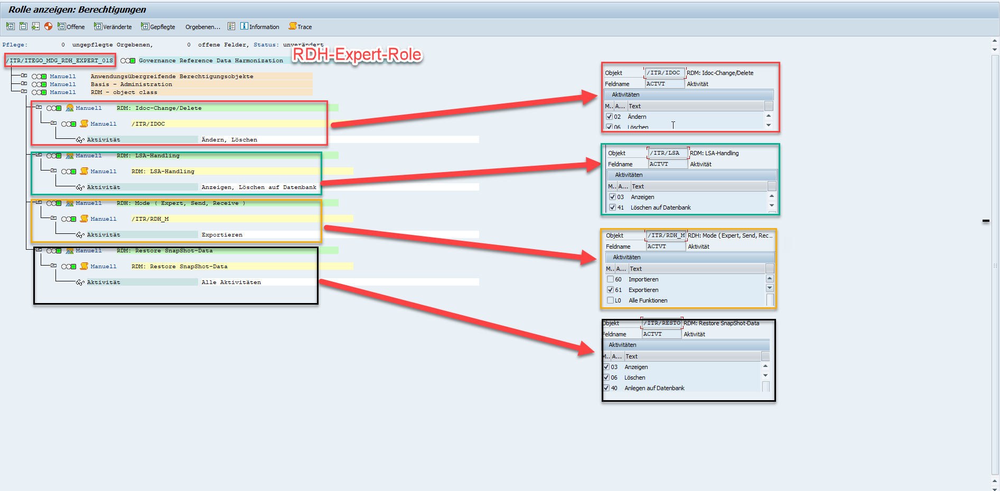 Rolle anzeigen: Berechtigungen
Offene Veränderte Gepflegte Orgebenen... Information Trace
Pflege: 0 ungepflegte Orgebenen, 0 offene Felder, Status: unverändert
RDH-Expert-Role
/ITR/ITEGO_MDG_RDH_EXPERT_01S Governance Reference Data Harmonization
Manuell Anwendungsübergreifende Berechtigungsobjekte
Manuell Basis - Administration
Manuell RDM - object class
Manuell RDM: Idoc-Change/Delete
Manuell /ITR/IDOC
Aktivität Ändern, Löschen
Manuell RDM: LSA-Handling
Manuell RDM: LSA-Handling
Aktivität Anzeigen, Löschen auf Datenbank
Manuell RDH: Mode ( Expert, Send, Receive )
Manuell /ITR/RDH_M
Aktivität Exportieren
Manuell RDM: Restore SnapShot-Data
Manuell RDM: Restore SnapShot-Data
Aktivität Alle Aktivitäten
Objekt /ITR/IDOC RDM: Idoc-Change/Delete
Feldname ACTVT Aktivität
Aktivitäten
M.. A... Text
02 Ändern
06 Löschen
Objekt /ITR/LSA RDM: LSA-Handling
Feldname ACTVT Aktivität
Aktivitäten
M.. A... Text
03 Anzeigen
41 Löschen auf Datenbank
Objekt /ITR/RDH_M RDH: Mode ( Expert, Send, Rec...
Feldname ACTVT Aktivität
Aktivitäten
M.. A... Text
60 Importieren
61 Exportieren
L0 Alle Funktionen
Objekt /ITR/RESTO RDM: Restore SnapShot-Data
Feldname ACTVT Aktivität
Aktivitäten
M.. A... Text
03 Anzeigen
06 Löschen
40 Anlegen auf Datenbank